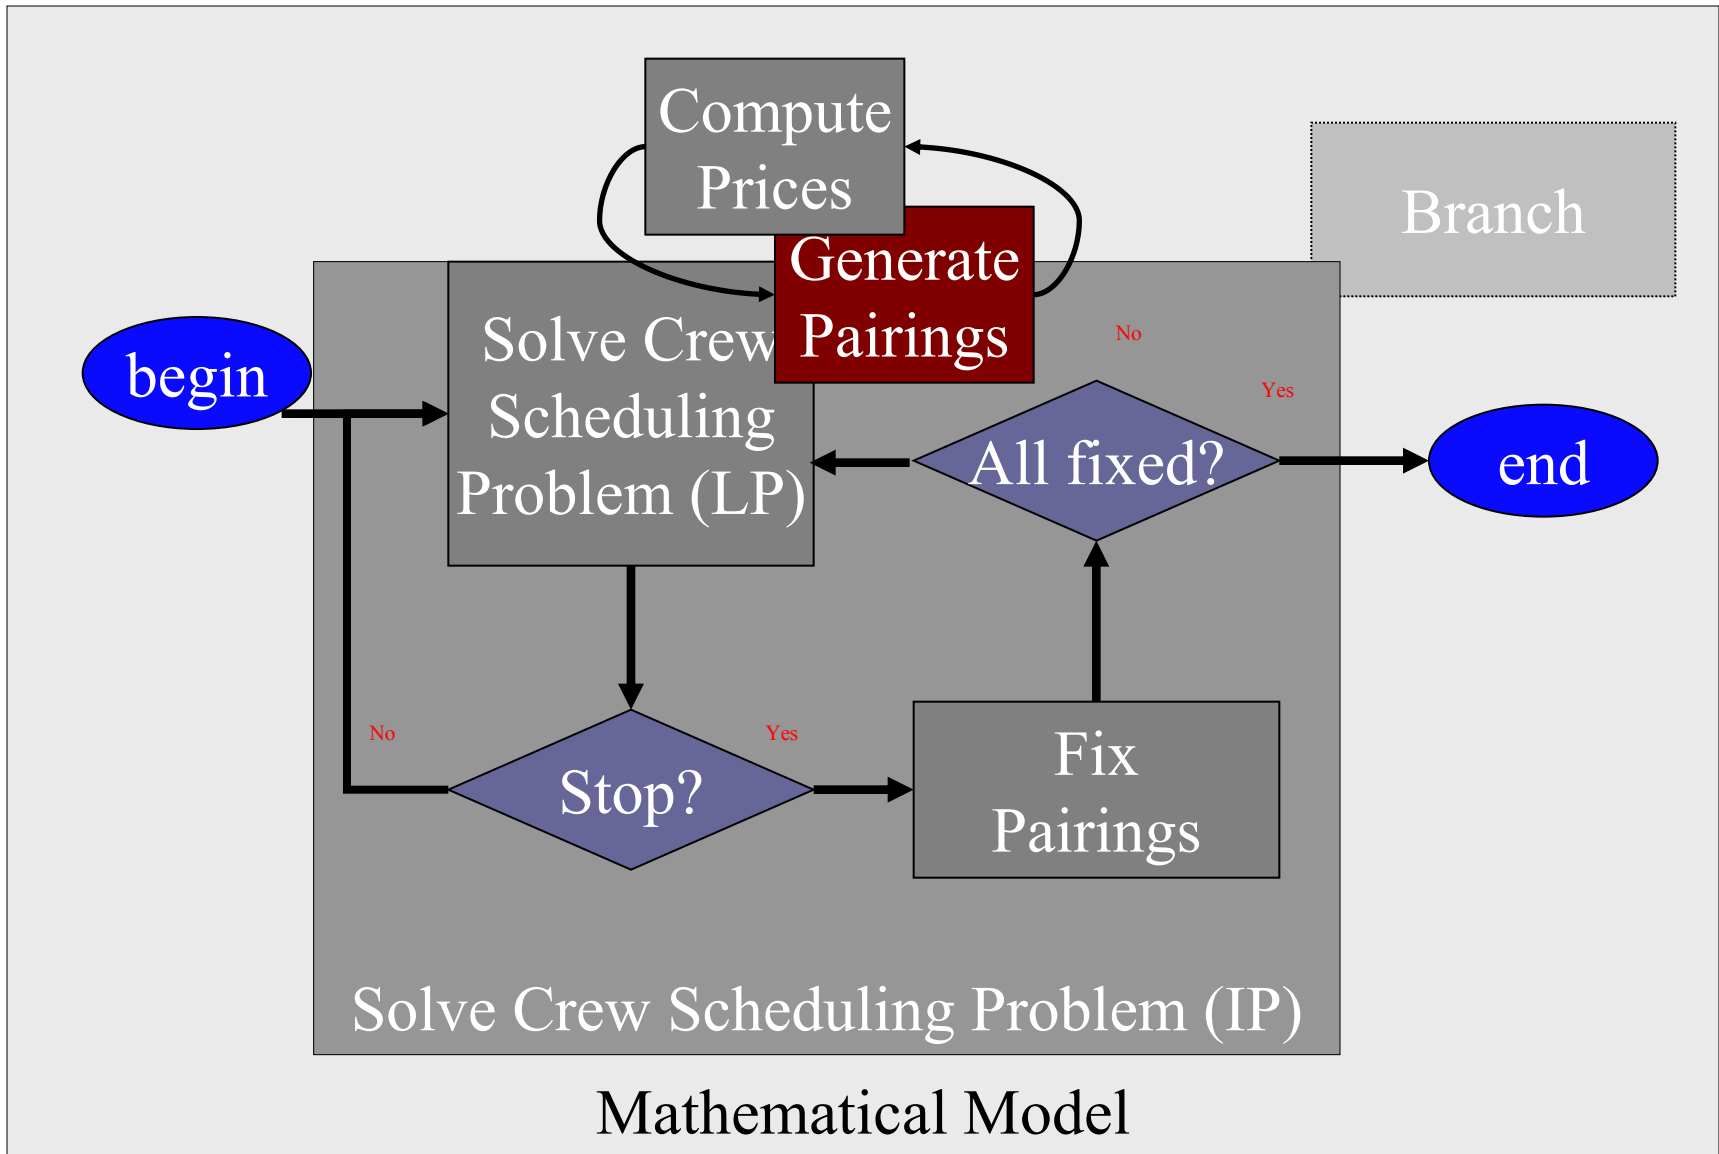 Compute
Prices
Branch
Generate
Pairings
No
Solve Crew
Scheduling
Problem (LP)
begin
Yes
All fixed?
end
No
Yes
Stop?
Fix
Pairings
Solve Crew Scheduling Problem (IP)
Mathematical Model